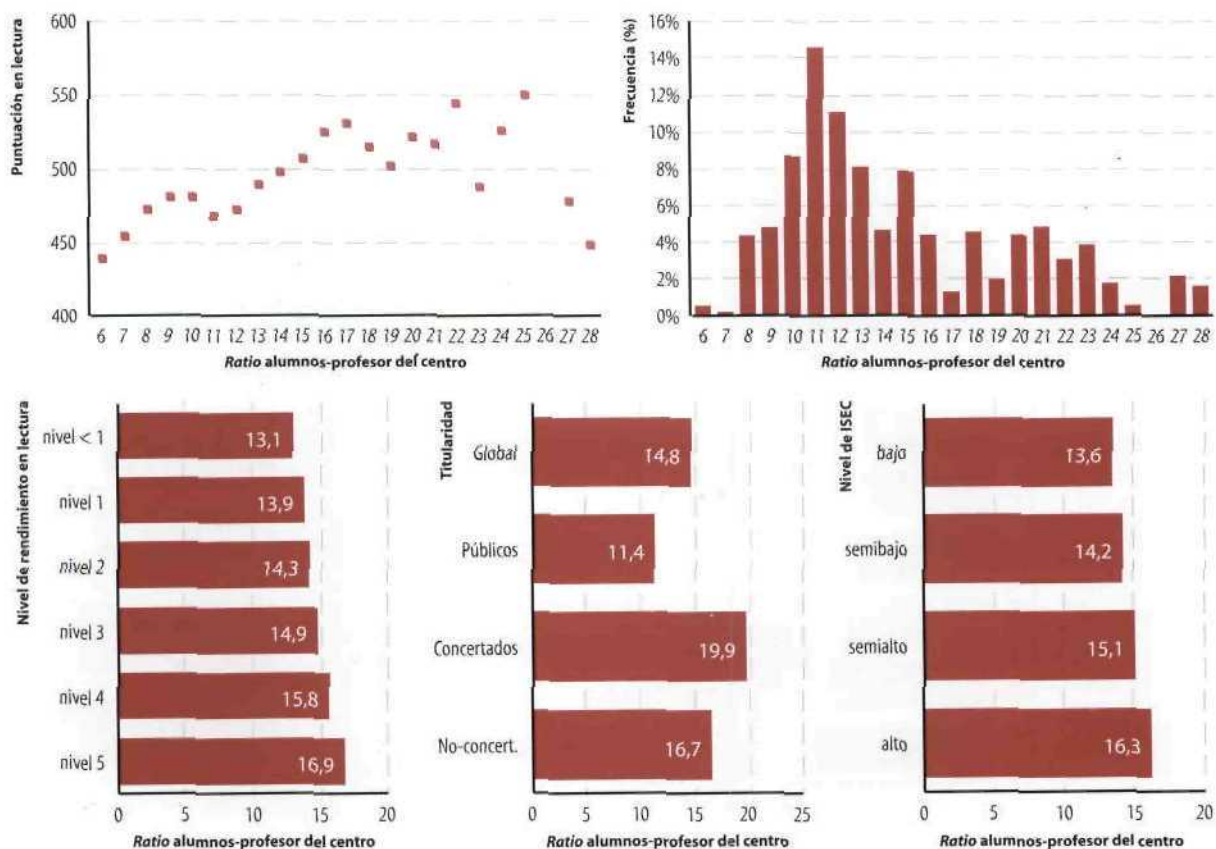 Puntuación en lectura
600
550
500
450
400
6 7 8 9 10 11 12 13 14 15 16 17 18 19 20 21 22 23 24 25 26 27 28
Ratio alumnos-profesor del centro
Frecuencia (%)
16%
14%
12%
10%
8%
6%
4%
2%
0%
6 7 8 9 10 11 12 13 14 15 16 17 18 19 20 21 22 23 24 25 26 27 28
Ratio alumnos-profesor del centro
Nivel de rendimiento en lectura
nivel < 1 13,1
nivel 1 13,9
nivel 2 14,3
nivel 3 14,9
nivel 4 15,8
nivel 5 16,9
0 5 10 15 20
Ratio alumnos-profesor del centro
Titularidad
Global 14,8
Públicos 11,4
Concertados 19,9
No-concert. 16,7
0 5 10 15 20 25
Ratio alumnos-profesor del centro
Nivel de ISEC
bajo 13,6
semibajo 14,2
semialto 15,1
alto 16,3
0 5 10 15 20
Ratio alumnos-profesor del centro